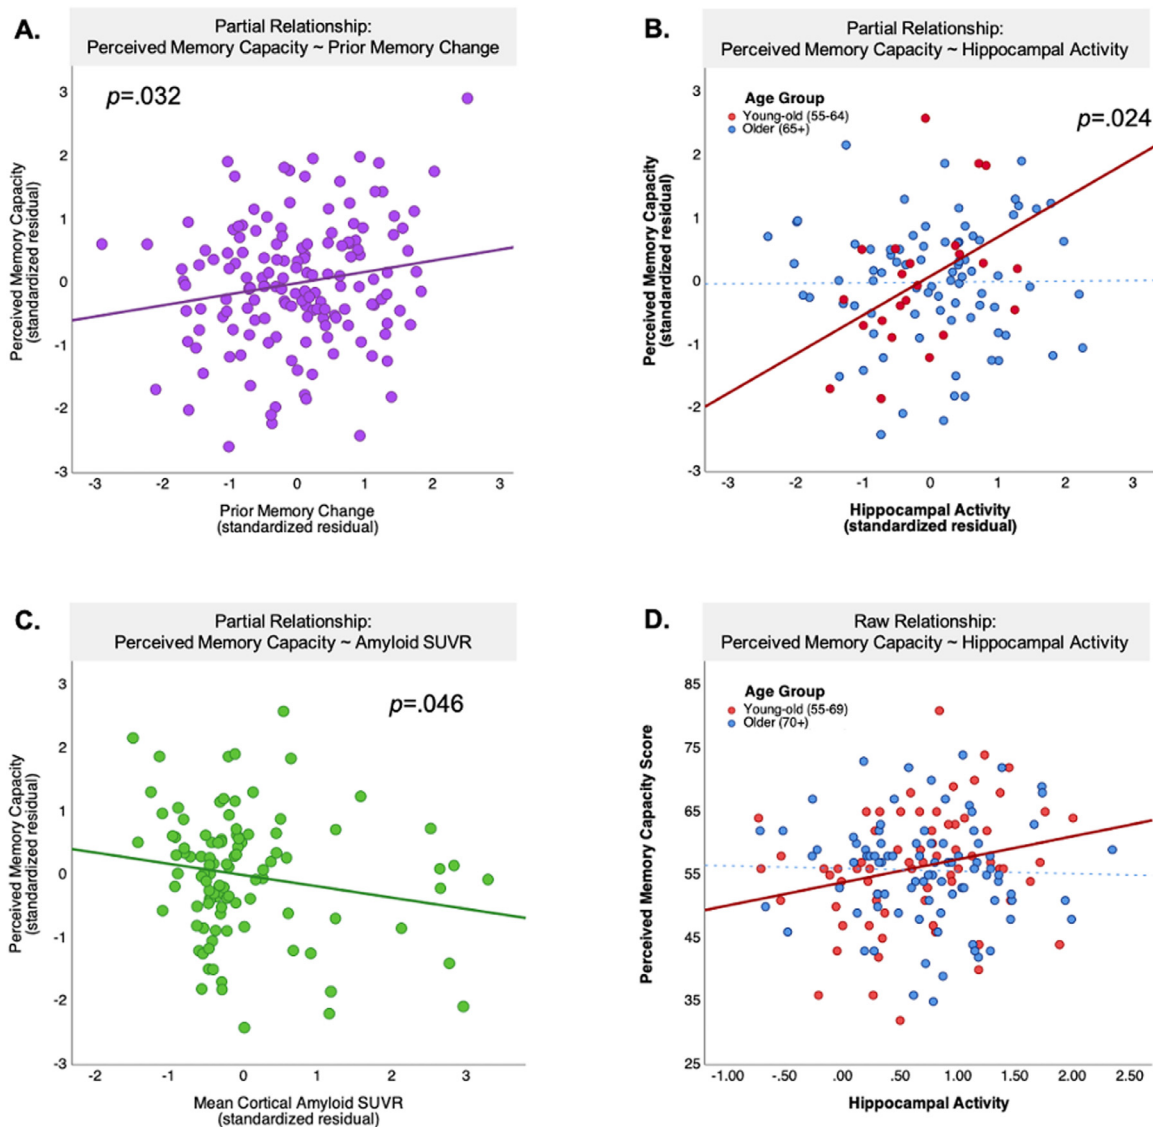 A.
Partial Relationship:
Perceived Memory Capacity ~ Prior Memory Change
p=.032
3
2
1
0
-1
-2
-3
Perceived Memory Capacity
(standardized residual)
-3 -2 -1 0 1 2 3
Prior Memory Change
(standardized residual)
B.
Partial Relationship:
Perceived Memory Capacity ~ Hippocampal Activity
Age Group
Young-old (55-64)
Older (65+)
p=.024
3
2
1
0
-1
-2
-3
Perceived Memory Capacity
(standardized residual)
-3 -2 -1 0 1 2 3
Hippocampal Activity
(standardized residual)
C.
Partial Relationship:
Perceived Memory Capacity ~ Amyloid SUVR
p=.046
3
2
1
0
-1
-2
-3
Perceived Memory Capacity
(standardized residual)
-2 -1 0 1 2 3
Mean Cortical Amyloid SUVR
(standardized residual)
D.
Raw Relationship:
Perceived Memory Capacity ~ Hippocampal Activity
Age Group
Young-old (55-69)
Older (70+)
85
75
65
55
45
35
25
Perceived Memory Capacity Score
-1.00 -.50 .00 .50 1.00 1.50 2.00 2.50
Hippocampal Activity